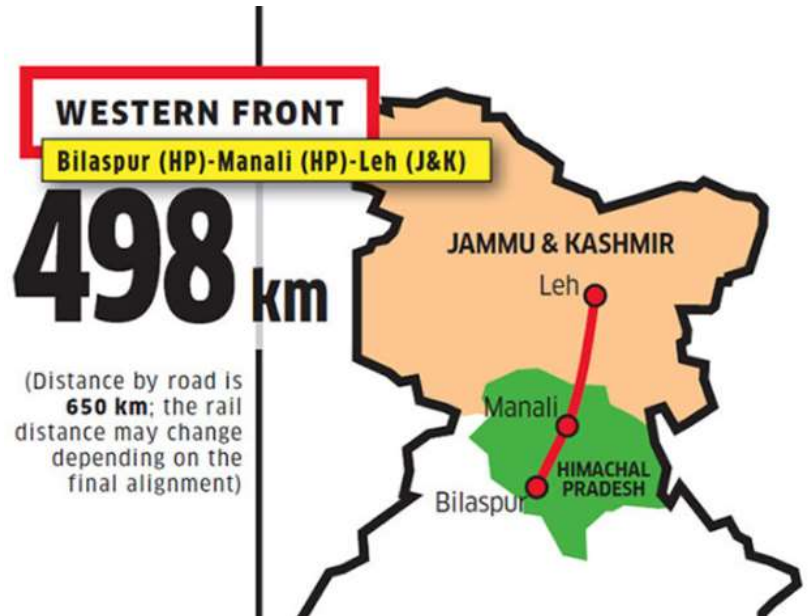 WESTERN FRONT
Bilaspur (HP)-Manali (HP)-Leh (J&K)
498 km
(Distance by road is
650 km; the rail
distance may change
depending on the
final alignment)
JAMMU & KASHMIR
Leh
Manali
HIMACHAL
PRADESH
Bilaspur